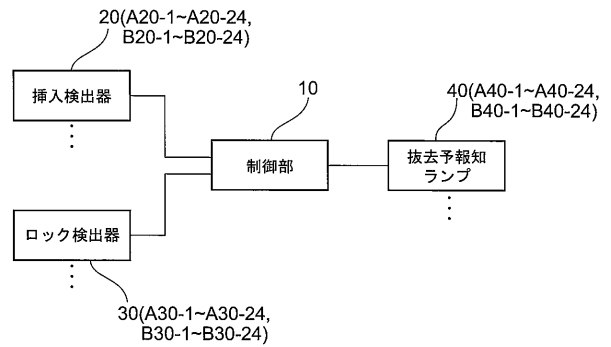 20(A20-1~A20-24,
B20-1~B20-24)
挿入検出器
10
40(A40-1~A40-24,
B40-1~B40-24)
制御部
抜去予報知
ランプ
ロック検出器
30(A30-1~A30-24,
B30-1~B30-24)